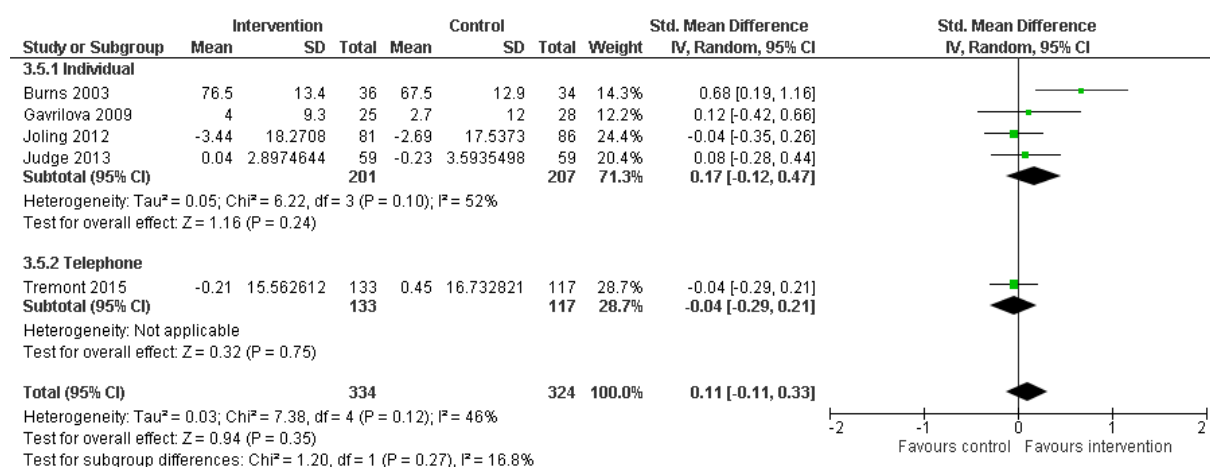 Intervention Control Std. Mean Difference Std. Mean Difference
Study or Subgroup Mean SD Total Mean SD Total Weight IV, Random, 95% CI IV, Random, 95% CI
3.5.1 Individual
Burns 2003 76.5 13.4 36 67.5 12.9 34 14.3% 0.68 [0.19, 1.16]
Gavrilova 2009 4 9.3 25 2.7 12 28 12.2% 0.12 [-0.42, 0.66]
Joling 2012 -3.44 18.2708 81 -2.69 17.5373 86 24.4% -0.04 [-0.35, 0.26]
Judge 2013 0.04 2.8974644 59 -0.23 3.5935498 59 20.4% 0.08 [-0.28, 0.44]
Subtotal (95% CI) 201 207 71.3% 0.17 [-0.12, 0.47]
Heterogeneity: Tau² = 0.05; Chi² = 6.22, df = 3 (P = 0.10); I² = 52%
Test for overall effect: Z = 1.16 (P = 0.24)
3.5.2 Telephone
Tremont 2015 -0.21 15.562612 133 0.45 16.732821 117 28.7% -0.04 [-0.29, 0.21]
Subtotal (95% CI) 133 117 28.7% -0.04 [-0.29, 0.21]
Heterogeneity: Not applicable
Test for overall effect: Z = 0.32 (P = 0.75)
Total (95% CI) 334 324 100.0% 0.11 [-0.11, 0.33]
Heterogeneity: Tau² = 0.03; Chi² = 7.38, df = 4 (P = 0.12); I² = 46%
Test for overall effect: Z = 0.94 (P = 0.35)
Test for subgroup differences: Chi² = 1.20, df = 1 (P = 0.27), I² = 16.8%
-2 -1 0 1 2
Favours control Favours intervention